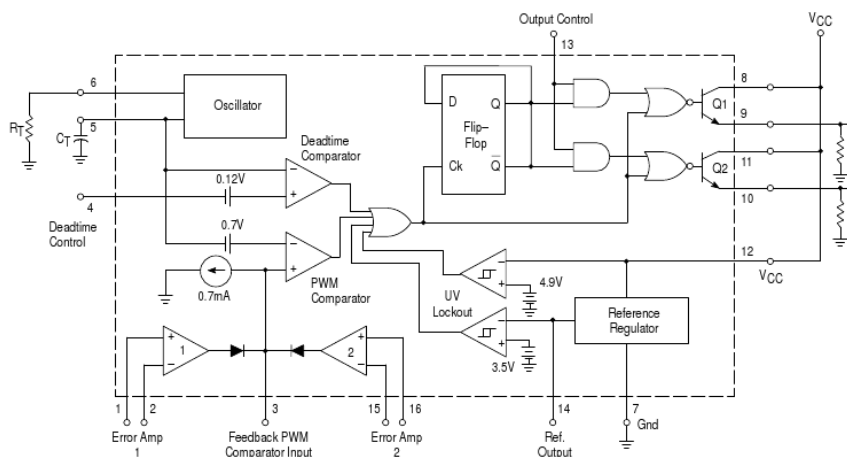 Output Control
VCC
13
6
8
D
Q
Q1
RT
Oscillator
5
CT
Flip–
Flop
9
Deadtime
Comparator
Ck
Q
11
Q2
0.12V
4
10
Deadtime
Control
0.7V
12
VCC
PWM
Comparator
UV
Lockout
4.9V
0.7mA
Reference
Regulator
1
2
3.5V
1
2
3
15
16
14
7
Gnd
Error Amp
1
Feedback PWM
Comparator Input
Error Amp
2
Ref.
Output